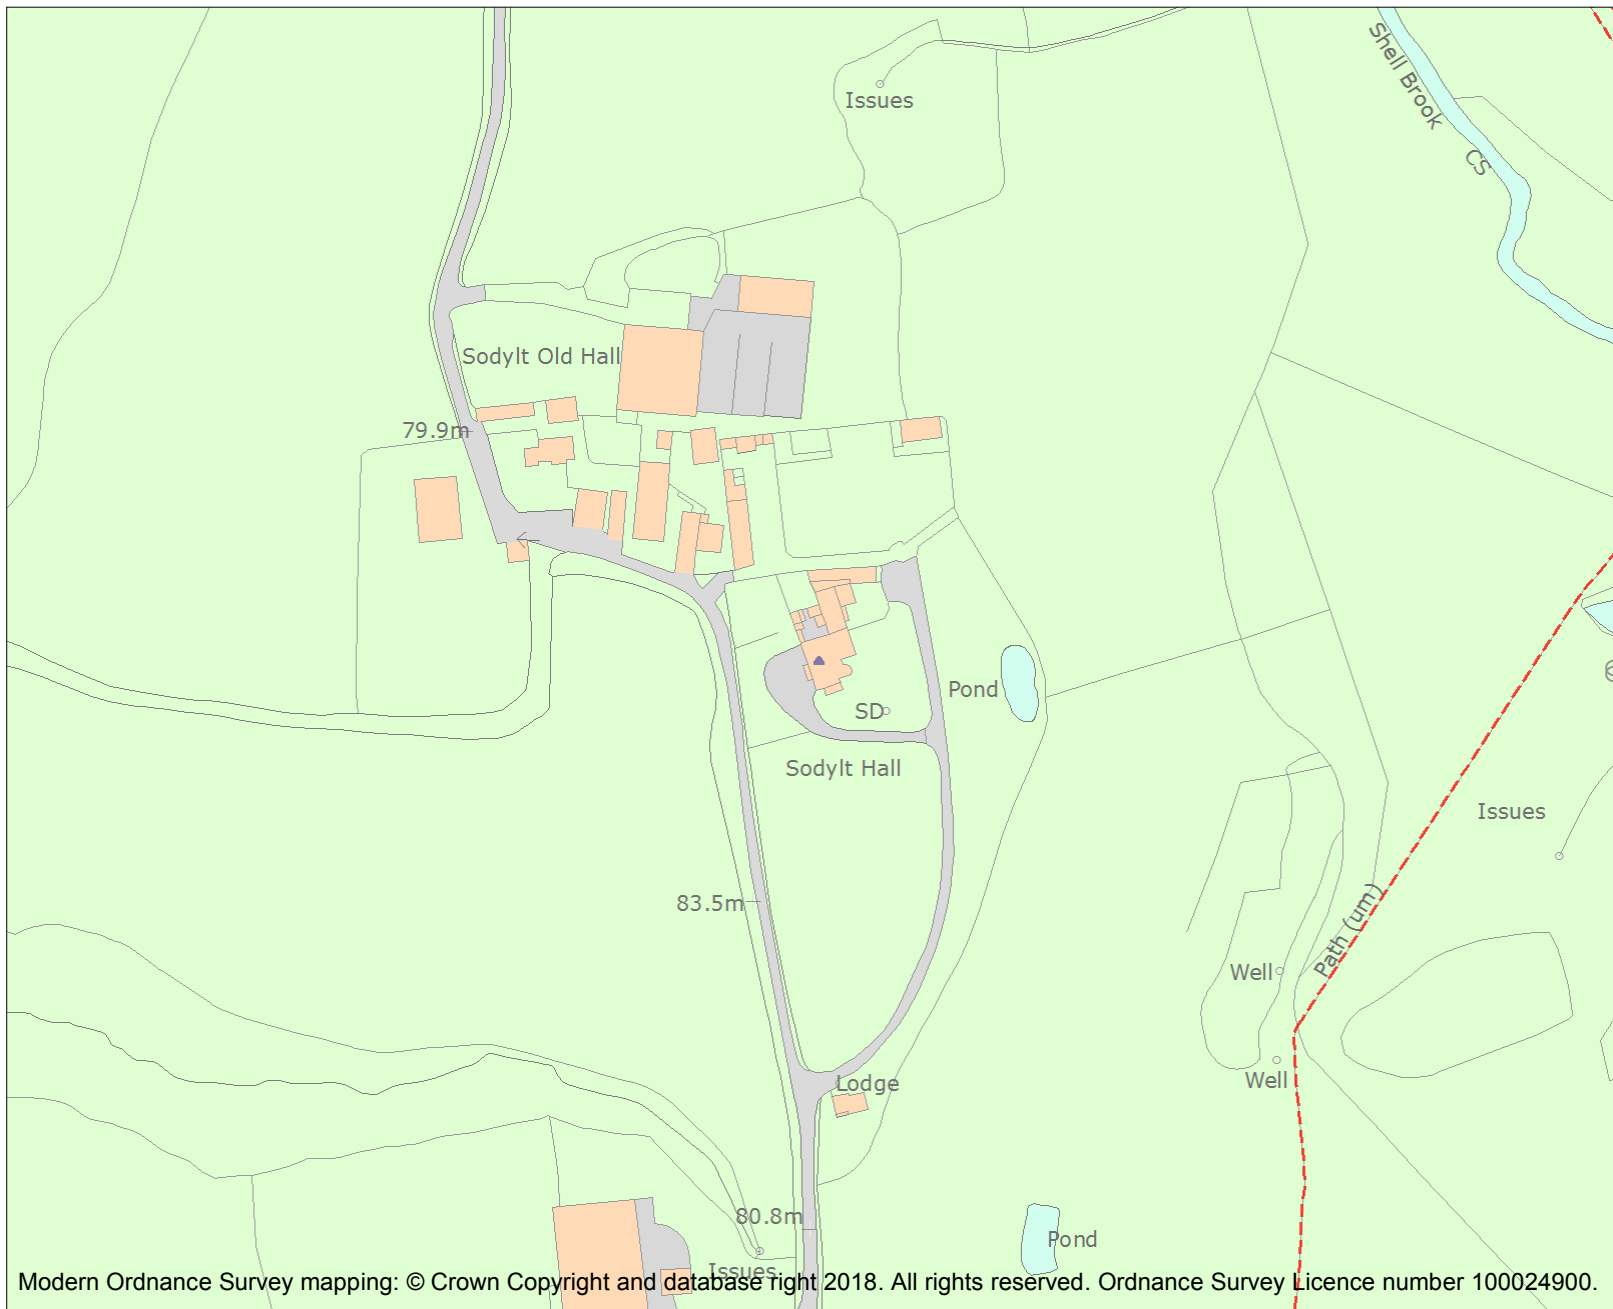 Shell Brook
Issues
CS
Sodylt Old Hall
79.9m
Pond
SD
Sodylt Hall
Issues
83.5m
Path (um)
Well
Well
Lodge
80.8m
Pond
Issues
Modern Ordnance Survey mapping: © Crown Copyright and database right 2018. All rights reserved. Ordnance Survey Licence number 100024900.